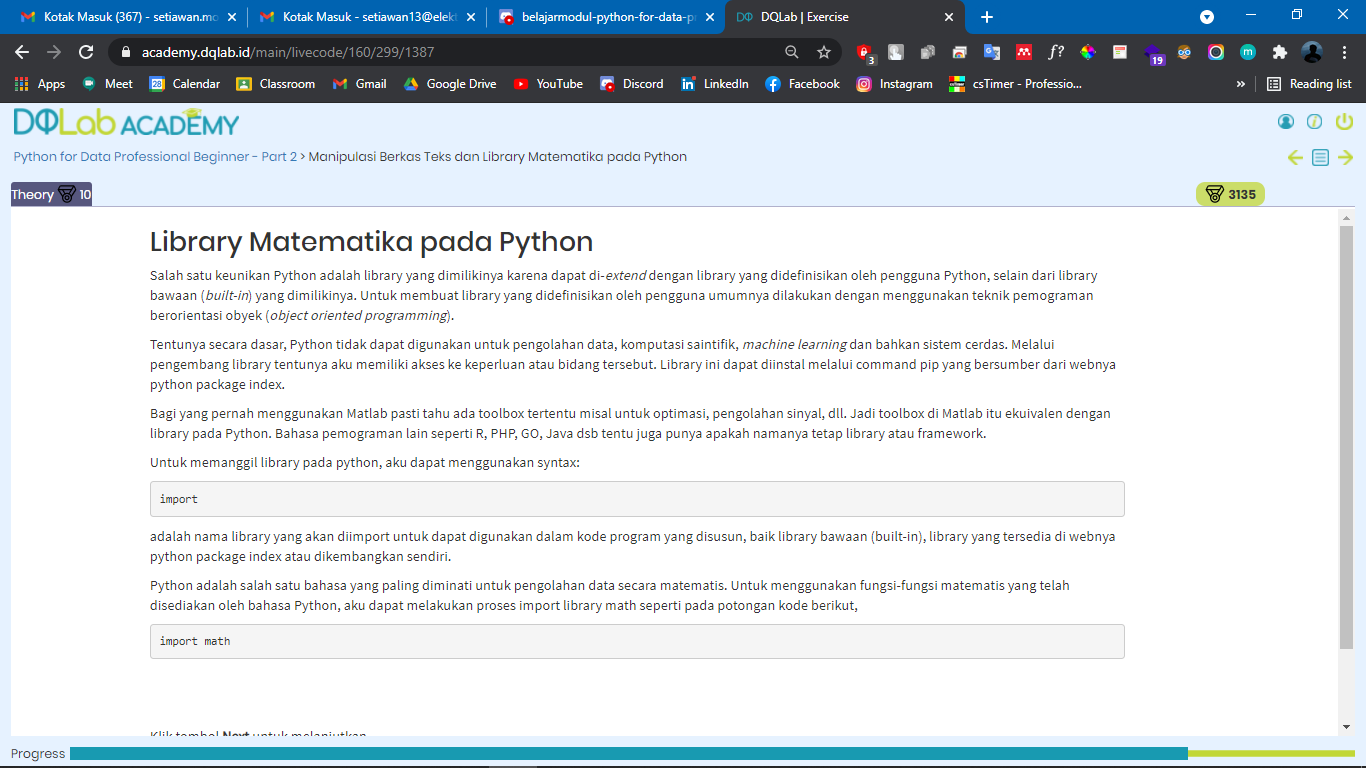 Kotak Masuk (367) - setiawan.mo
Kotak Masuk - setiawan13@elekt
belajarmodul-python-for-data-p
DQLab | Exercise
academy.dqlab.id/main/livecode/160/299/1387
3
f?
19
m
Apps
Meet
28
Calendar
Classroom
Gmail
Google Drive
YouTube
Discord
LinkedIn
Facebook
Instagram
csTimer - Professio...
»
Reading list
DQLab ACADEMY
Python for Data Professional Beginner - Part 2 > Manipulasi Berkas Teks dan Library Matematika pada Python
Theory 10
3135
Library Matematika pada Python
Salah satu keunikan Python adalah library yang dimilikinya karena dapat di-extend dengan library yang didefinisikan oleh pengguna Python, selain dari library
bawaan (built-in) yang dimilikinya. Untuk membuat library yang didefinisikan oleh pengguna umumnya dilakukan dengan menggunakan teknik pemograman
berorientasi obyek (object oriented programming).
Tentunya secara dasar, Python tidak dapat digunakan untuk pengolahan data, komputasi saintifik, machine learning dan bahkan sistem cerdas. Melalui
pengembang library tentunya aku memiliki akses ke keperluan atau bidang tersebut. Library ini dapat diinstal melalui command pip yang bersumber dari webnya
python package index.
Bagi yang pernah menggunakan Matlab pasti tahu ada toolbox tertentu misal untuk optimasi, pengolahan sinyal, dll. Jadi toolbox di Matlab itu ekuivalen dengan
library pada Python. Bahasa pemograman lain seperti R, PHP, GO, Java dsb tentu juga punya apakah namanya tetap library atau framework.
Untuk memanggil library pada python, aku dapat menggunakan syntax:
import
adalah nama library yang akan diimport untuk dapat digunakan dalam kode program yang disusun, baik library bawaan (built-in), library yang tersedia di webnya
python package index atau dikembangkan sendiri.
Python adalah salah satu bahasa yang paling diminati untuk pengolahan data secara matematis. Untuk menggunakan fungsi-fungsi matematis yang telah
disediakan oleh bahasa Python, aku dapat melakukan proses import library math seperti pada potongan kode berikut,
import math
Klik tombol Next untuk melanjutkan
Progress